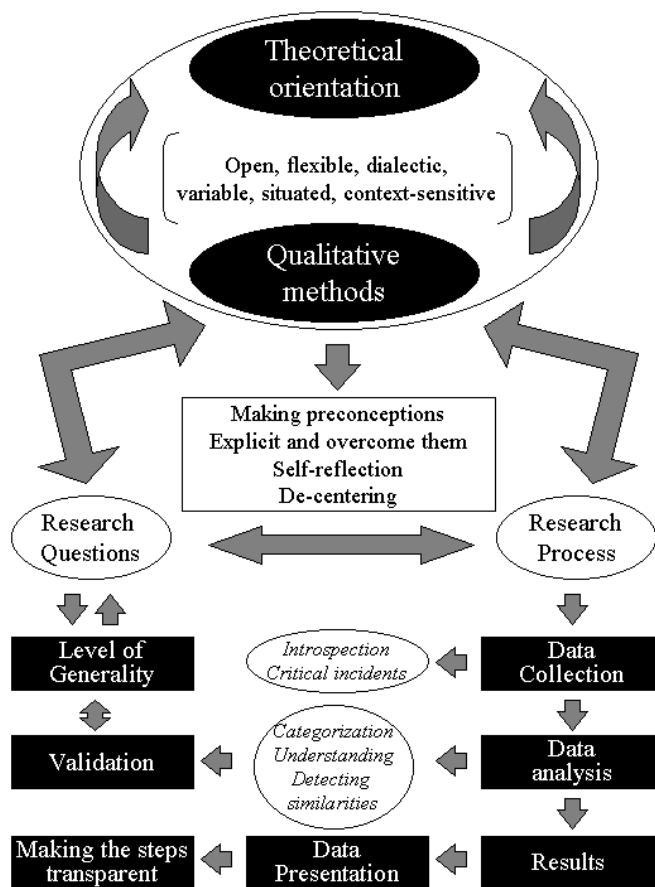 Theoretical
orientation
Open, flexible, dialectic,
variable, situated, context-sensitive
Qualitative
methods
Making preconceptions
Explicit and overcome them
Self-reflection
De-centering
Research
Questions
Research
Process
Level of
Generality
Introspection
Critical incidents
Data
Collection
Validation
Categorization
Understanding
Detecting
similarities
Data
analysis
Making the steps
transparent
Data
Presentation
Results